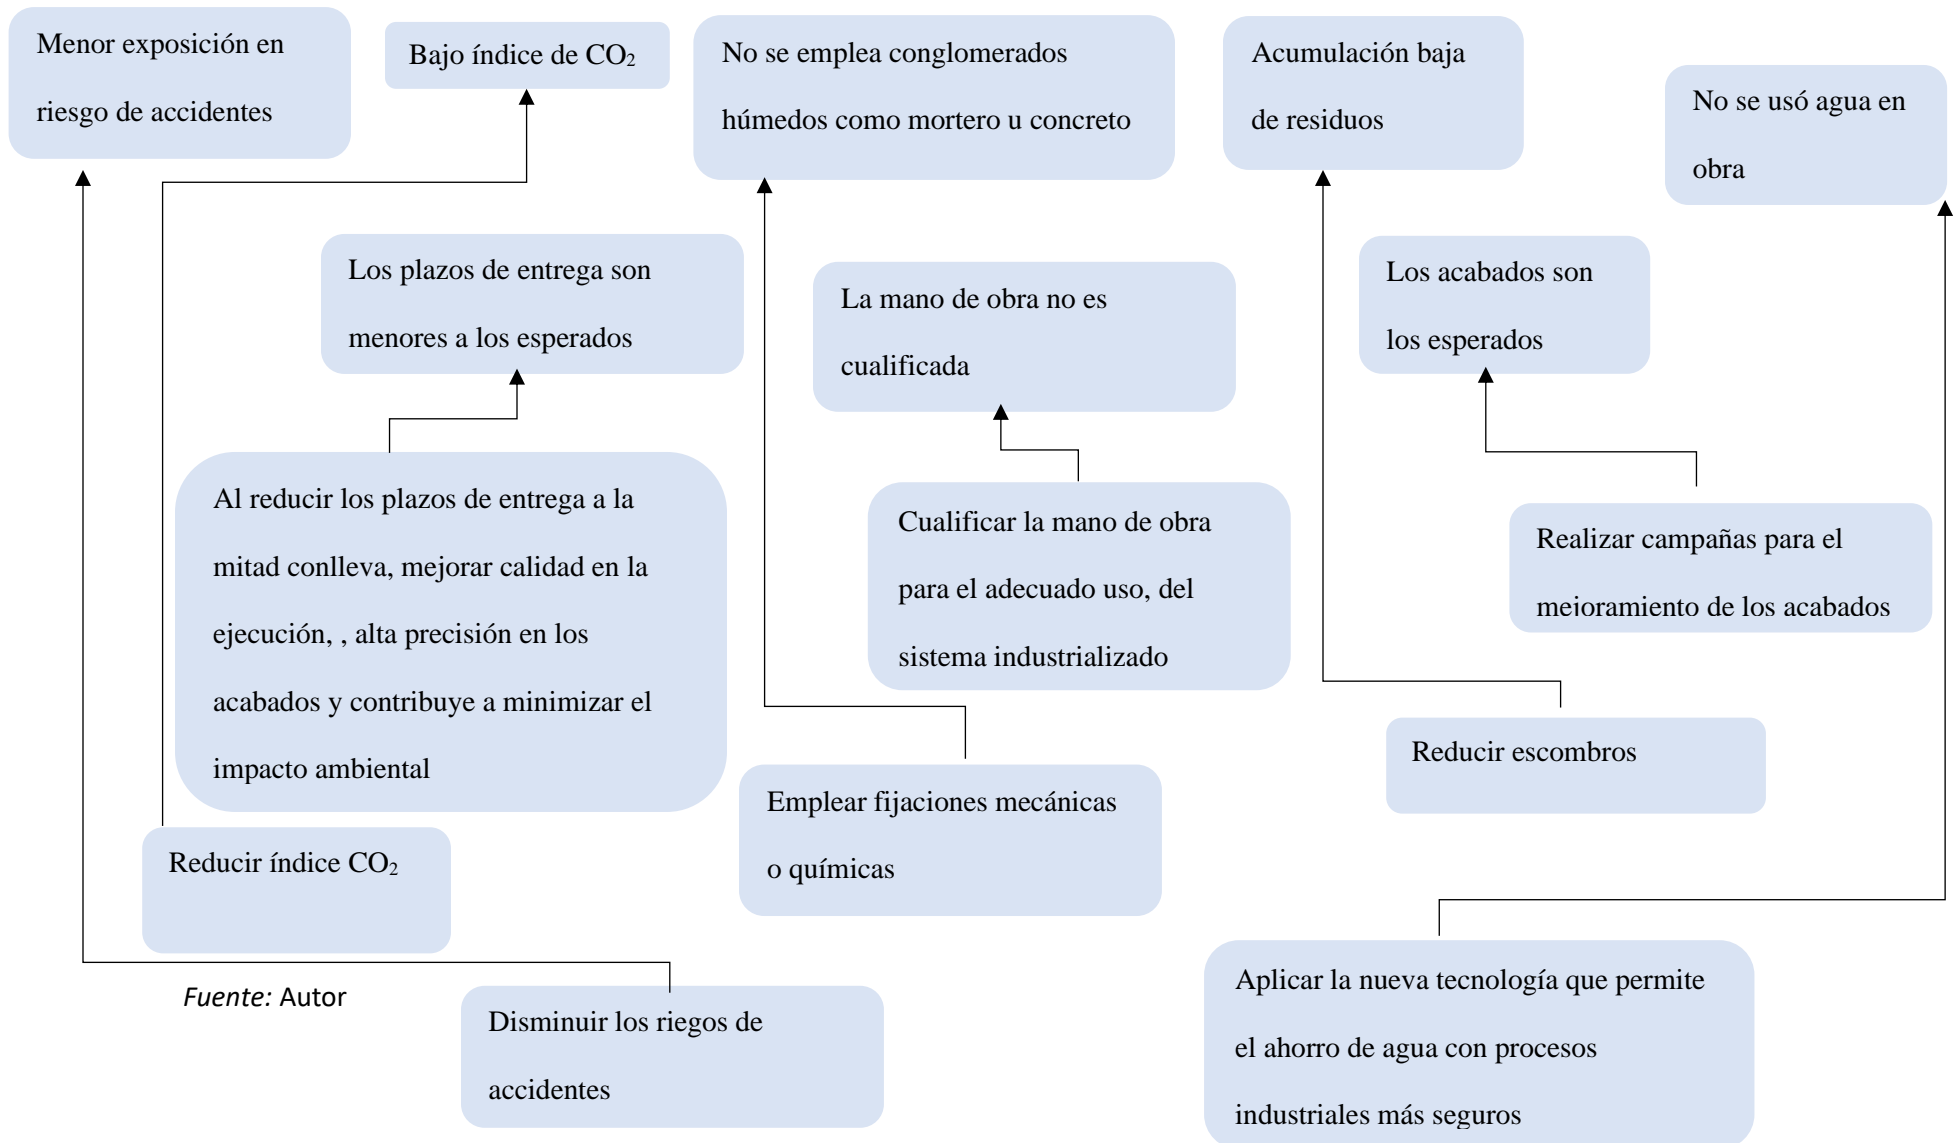 Menor exposición en
riesgo de accidentes
Bajo índice de CO₂
No se emplea conglomerados
húmedos como mortero u concreto
Acumulación baja
de residuos
No se usó agua en
obra
Los plazos de entrega son
menores a los esperados
La mano de obra no es
cualificada
Los acabados son
los esperados
Al reducir los plazos de entrega a la
mitad conlleva, mejorar calidad en la
ejecución, , alta precisión en los
acabados y contribuye a minimizar el
impacto ambiental
Cualificar la mano de obra
para el adecuado uso, del
sistema industrializado
Realizar campañas para el
mejoramiento de los acabados
Reducir escombros
Emplear fijaciones mecánicas
o químicas
Reducir índice CO₂
Fuente: Autor
Disminuir los riegos de
accidentes
Aplicar la nueva tecnología que permite
el ahorro de agua con procesos
industriales más seguros